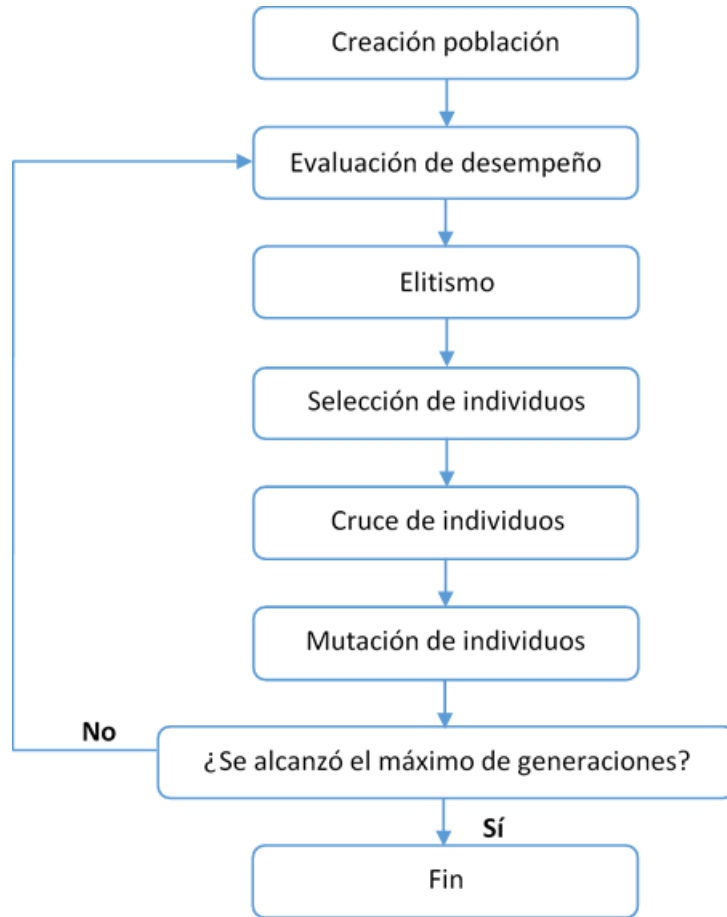 Creación población
Evaluación de desempeño
Elitismo
Selección de individuos
Cruce de individuos
Mutación de individuos
No
¿Se alcanzó el máximo de generaciones?
Sí
Fin